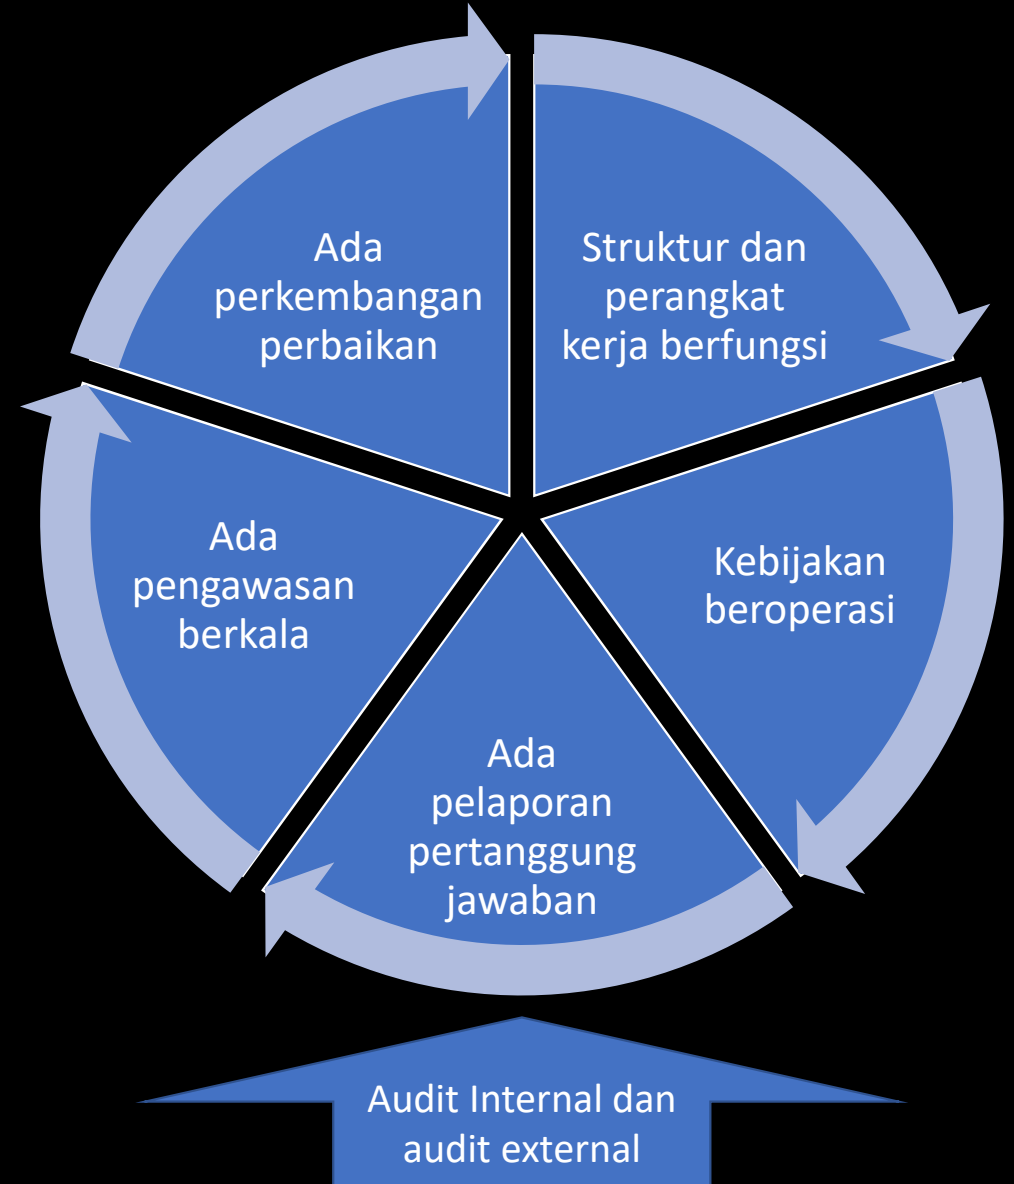 Ada
perkembangan
perbaikan
Struktur dan
perangkat
kerja berfungsi
Ada
pengawasan
berkala
Kebijakan
beroperasi
Ada
pelaporan
pertanggung
jawaban
Audit Internal dan
audit external